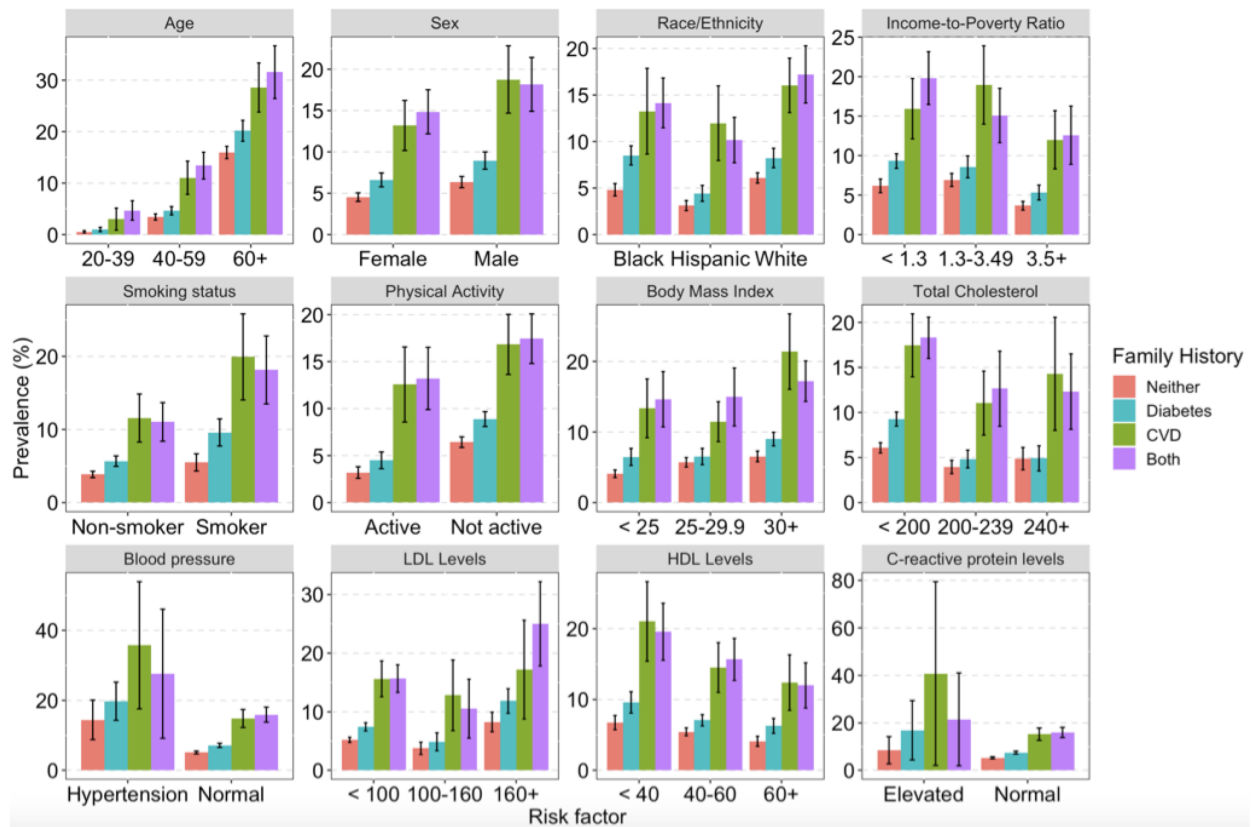 Age
Sex
Race/Ethnicity
Income-to-Poverty Ratio
30
20
10
0
20-39 40-59 60+
20
15
10
5
0
Female Male
20
15
10
5
0
Black Hispanic White
25
20
15
10
5
0
< 1.3 1.3-3.49 3.5+
Smoking status
Physical Activity
Body Mass Index
Total Cholesterol
Prevalence (%)
20
10
0
Non-smoker Smoker
20
15
10
5
0
Active Not active
20
10
0
< 25 25-29.9 30+
20
15
10
5
0
< 200 200-239 240+
Family History
Neither
Diabetes
CVD
Both
Blood pressure
LDL Levels
HDL Levels
C-reactive protein levels
40
20
0
Hypertension Normal
30
20
10
0
< 100 100-160 160+
20
10
0
< 40 40-60 60+
80
60
40
20
0
Elevated Normal
Risk factor